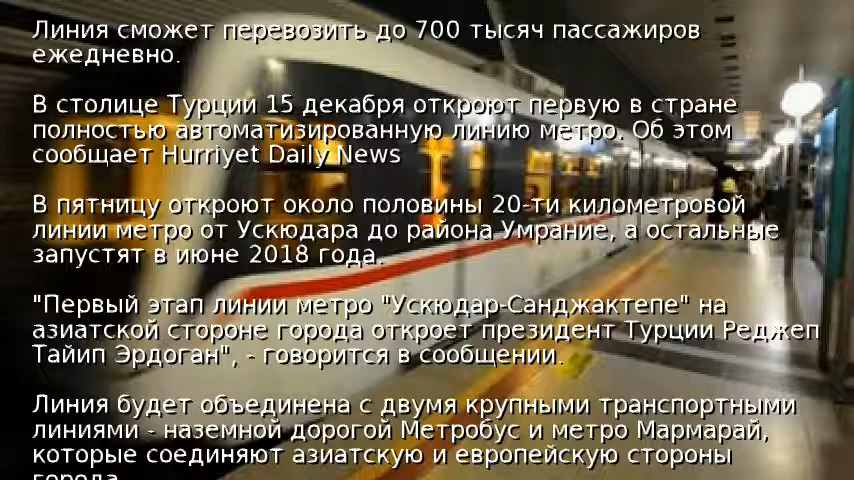 Линия сможет перевозить до 700 тысяч пассажиров
ежедневно.
В столице Турции 15 декабря откроют первую в стране
полностью автоматизированную линию метро. Об этом
сообщает Hurriyet Daily News
В пятницу откроют около половины 20-ти километровой
линии метро от Ускюдара до района Умрание, а остальные
запустят в июне 2018 года.
"Первый этап линии метро "Ускюдар-Санджактепе" на
азиатской стороне города откроет президент Турции Реджеп
Тайип Эрдоган", - говорится в сообщении.
Линия будет объединена с двумя крупными транспортными
линиями - наземной дорогой Метробус и метро Мармарай,
которые соединяют азиатскую и европейскую стороны
города.